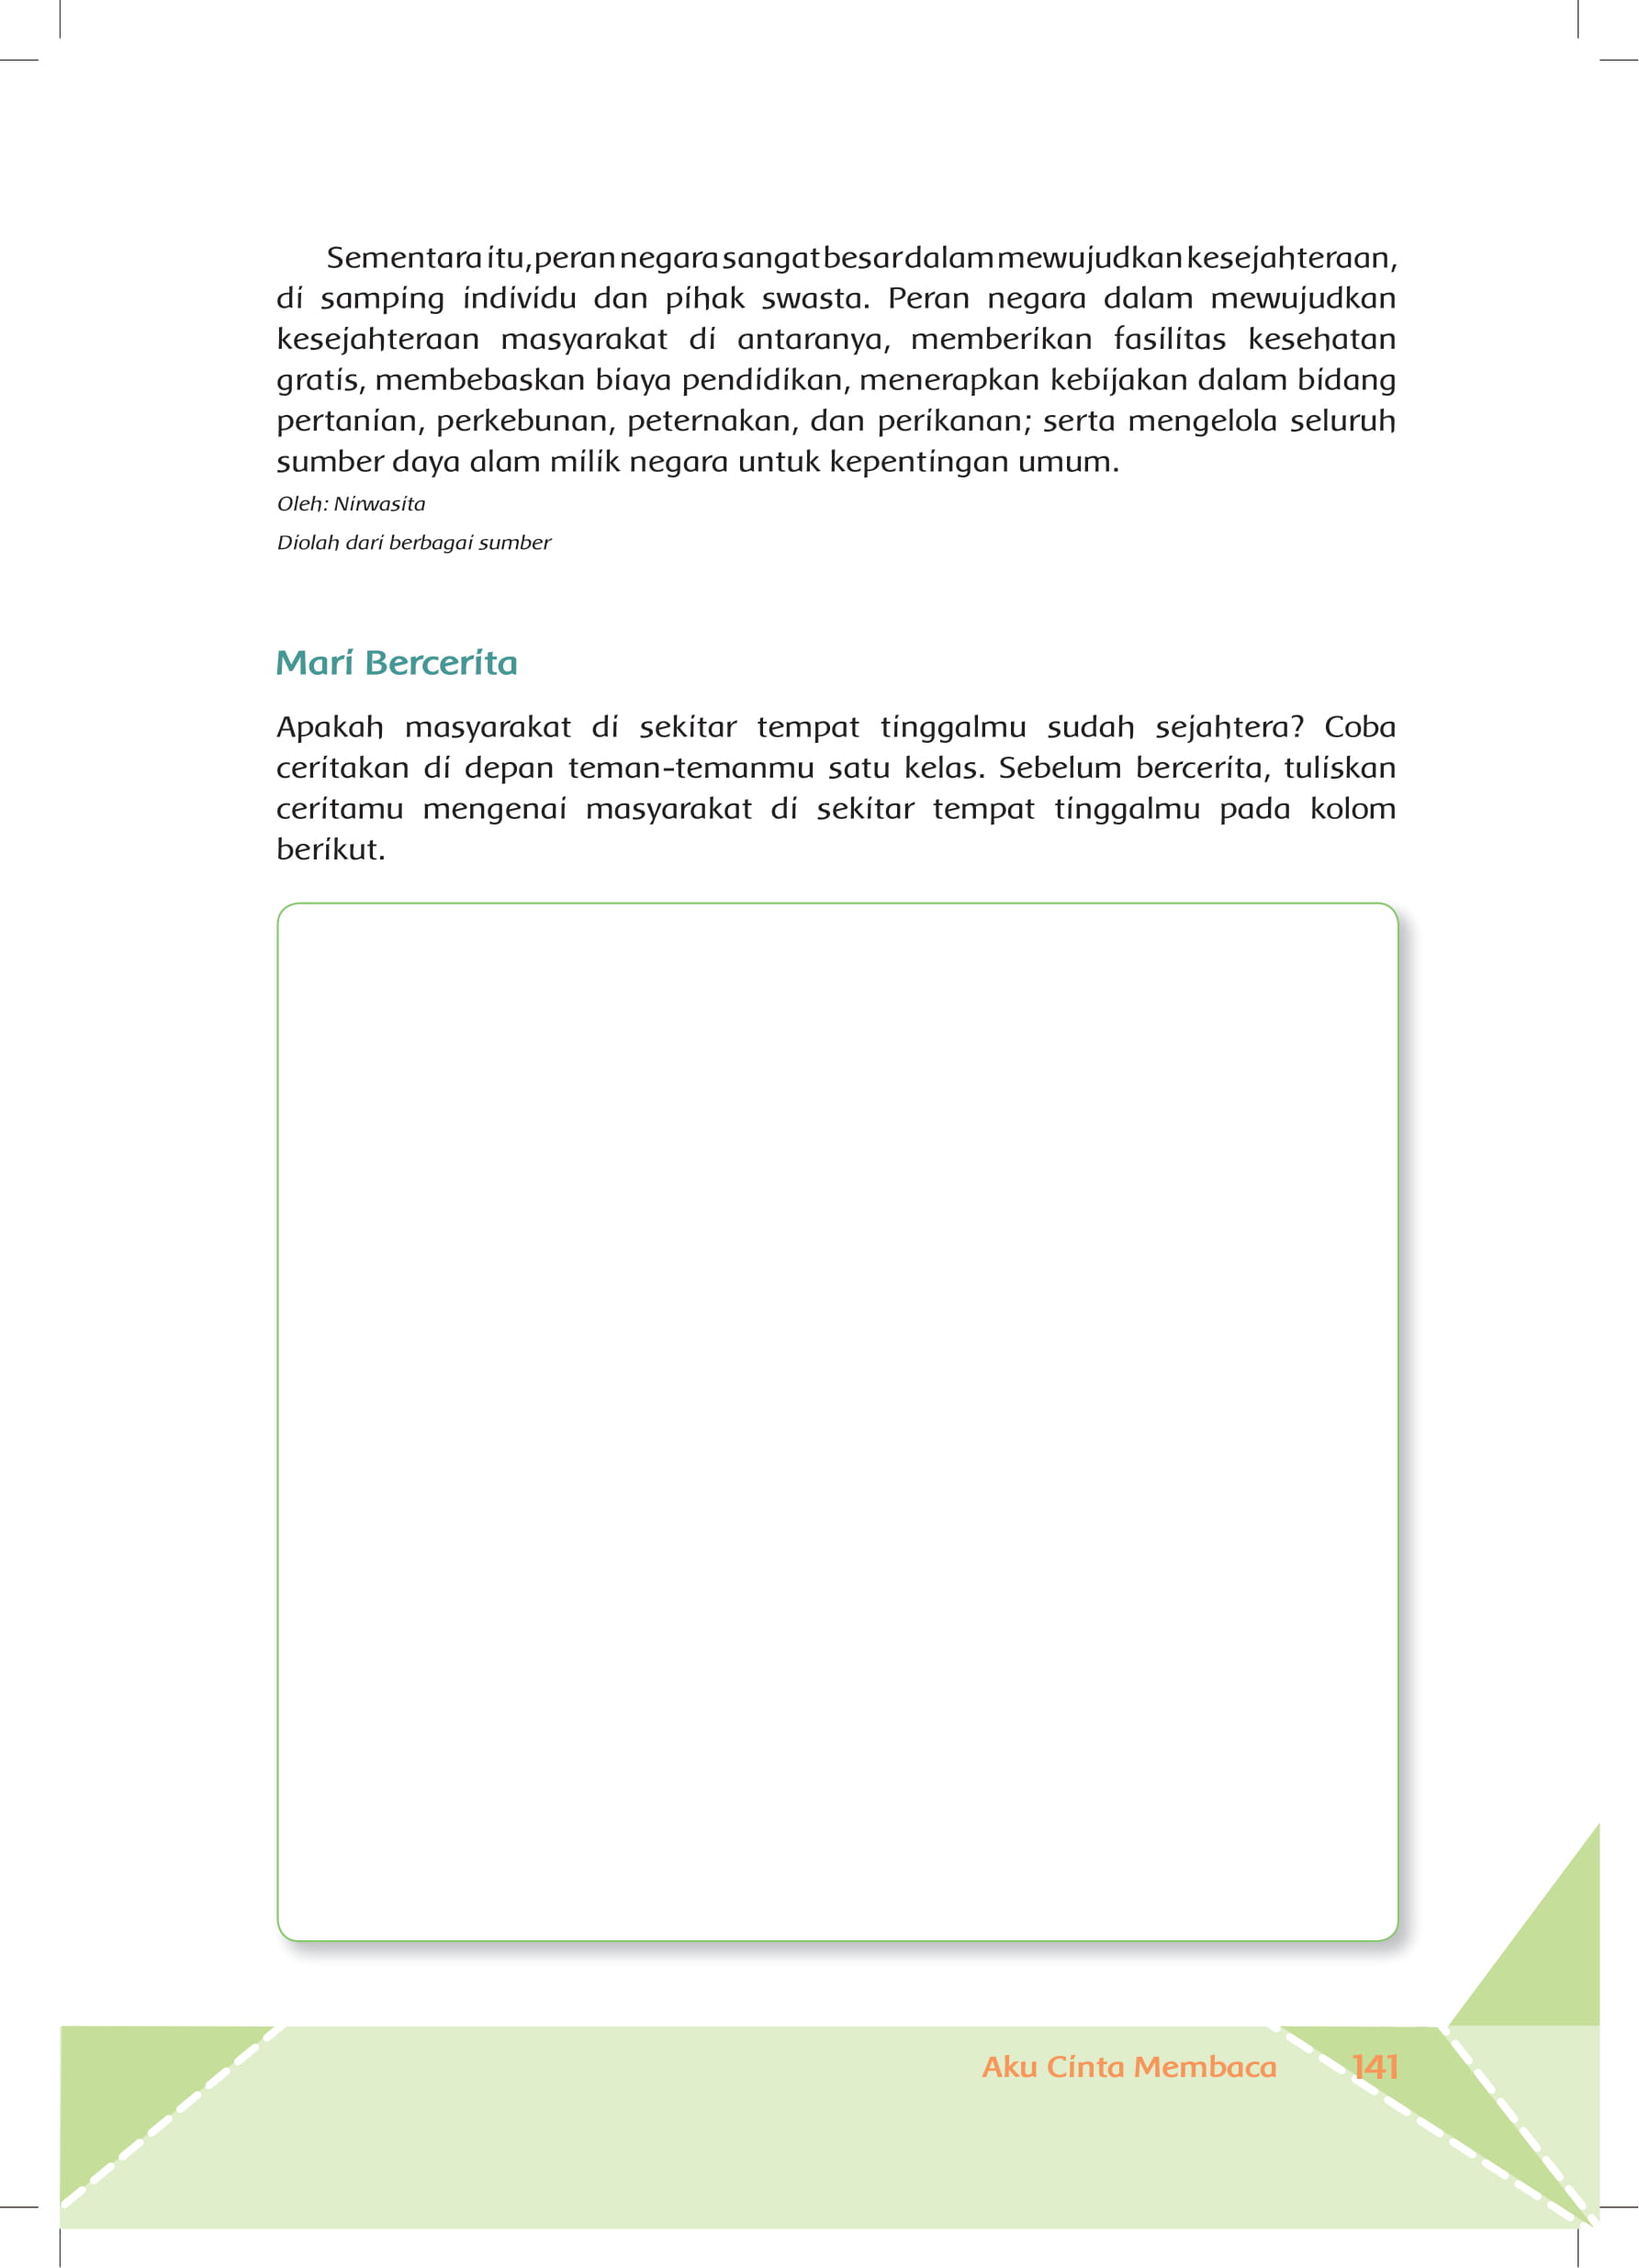 Sementara itu, peran negara sangat besar dalam mewujudkan kesejahteraan,
di samping individu dan pihak swasta. Peran negara dalam mewujudkan
kesejahteraan masyarakat di antaranya, memberikan fasilitas kesehatan
gratis, membebaskan biaya pendidikan, menerapkan kebijakan dalam bidang
pertanian, perkebunan, peternakan, dan perikanan; serta mengelola seluruh
sumber daya alam milik negara untuk kepentingan umum.
Oleh: Nirwasita
Diolah dari berbagai sumber
Mari Bercerita
Apakah masyarakat di sekitar tempat tinggalmu sudah sejahtera? Coba
ceritakan di depan teman-temanmu satu kelas. Sebelum bercerita, tuliskan
ceritamu mengenai masyarakat di sekitar tempat tinggalmu pada kolom
berikut.
Aku Cinta Membaca 141